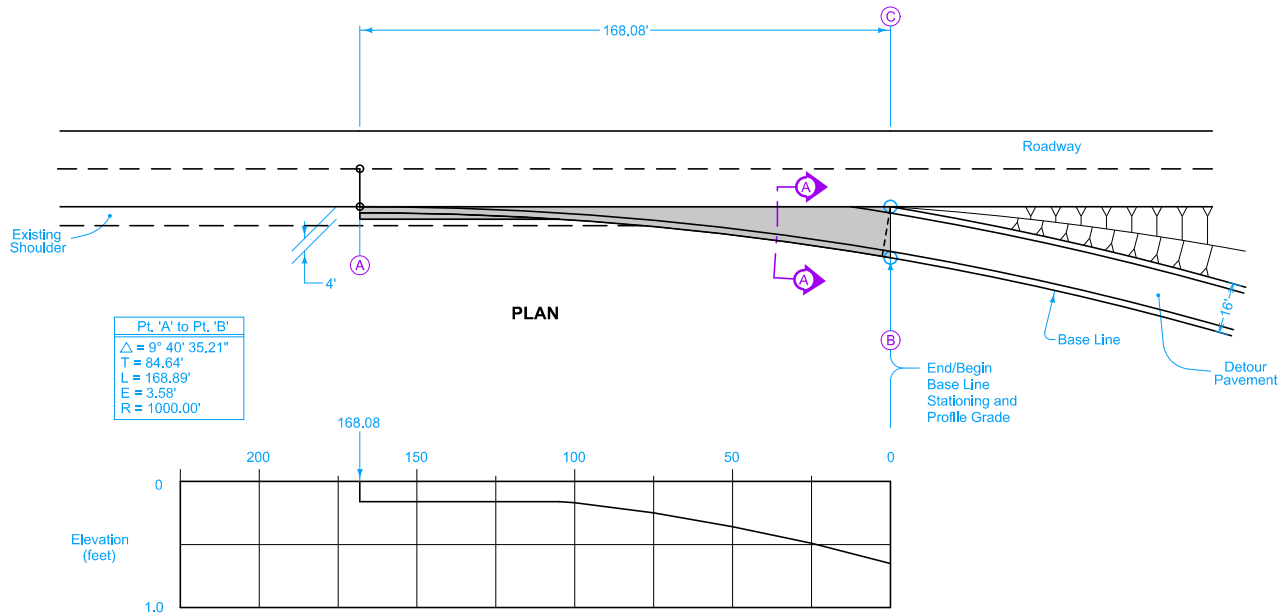 C
168.08'
Roadway
A
Existing
Shoulder
A
4'
A
PLAN
16'
B
Base Line
Detour
Pavement
End/Begin
Base Line
Stationing and
Profile Grade
Pt. 'A' to Pt. 'B'
△ = 9° 40' 35.21"
T = 84.64'
L = 168.89'
E = 3.58'
R = 1000.00'
168.08
200 150 100 50 0
0
Elevation
(feet)
1.0